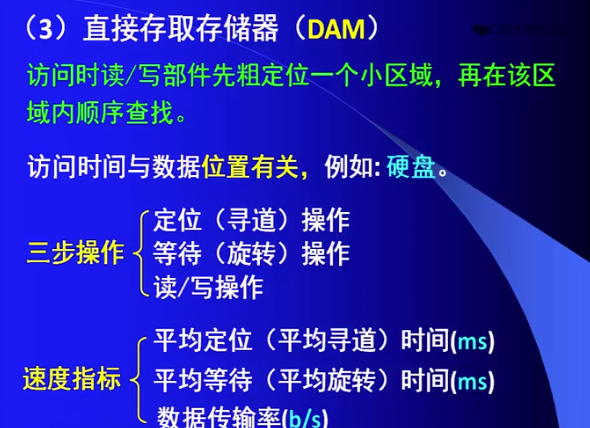 （3）直接存取存储器（DAM）
访问时读/写部件先粗定位一个小区域，再在该区
域内顺序查找。
访问时间与数据位置有关，例如: 硬盘。
三步操作
定位（寻道）操作
等待（旋转）操作
读/写操作
速度指标
平均定位（平均寻道）时间(ms)
平均等待（平均旋转）时间(ms)
数据传输率(b/s)